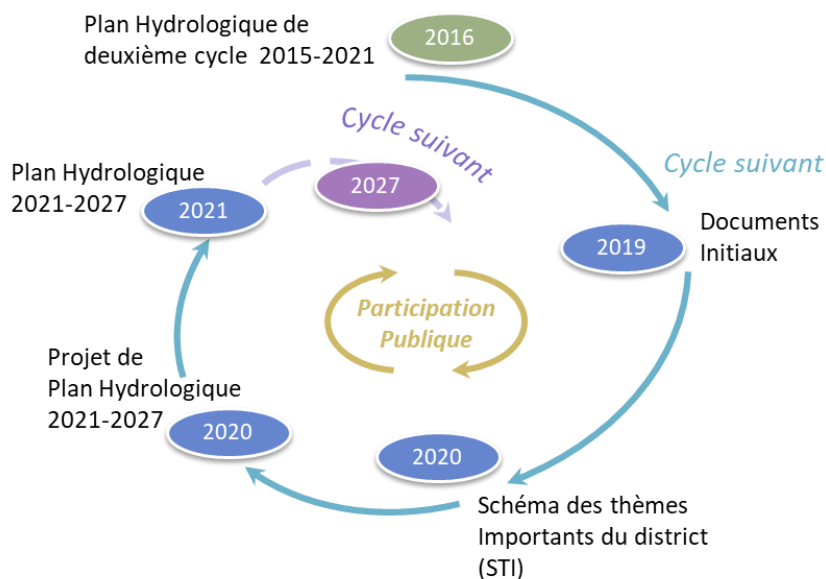 Plan Hydrologique de
deuxième cycle 2015-2021
2016
Cycle suivant
Cycle suivant
Plan Hydrologique
2021-2027
2021
2027
2019
Documents
Initiaux
Participation
Publique
Projet de
Plan Hydrologique
2021-2027
2020
2020
Schéma des thèmes
Importants du district
(STI)